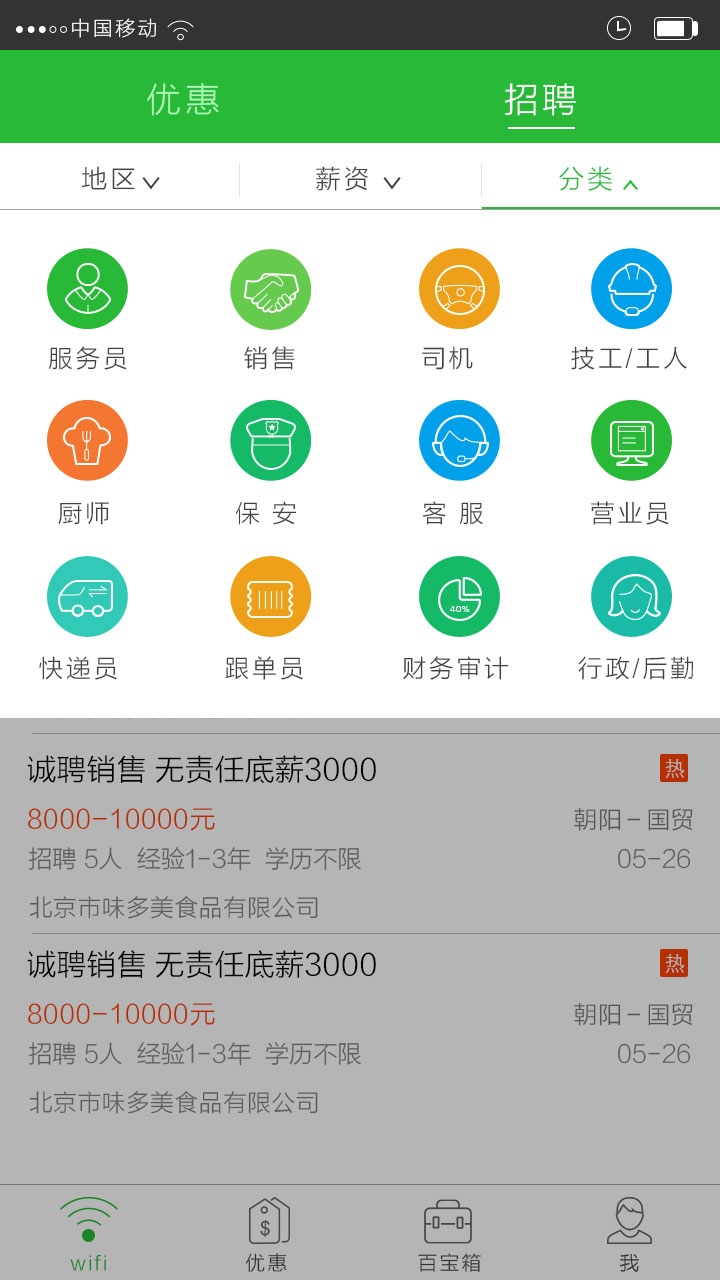 中国移动
优惠 招聘
地区 薪资 分类
服务员 销售 司机 技工/工人
厨师 保安 客服 营业员
40%
快递员 跟单员 财务审计 行政/后勤
诚聘销售 无责任底薪3000 热
8000-10000元 朝阳-国贸
招聘 5人 经验1-3年 学历不限 05-26
北京市味多美食品有限公司
诚聘销售 无责任底薪3000 热
8000-10000元 朝阳-国贸
招聘 5人 经验1-3年 学历不限 05-26
北京市味多美食品有限公司
$
wifi 优惠 百宝箱 我